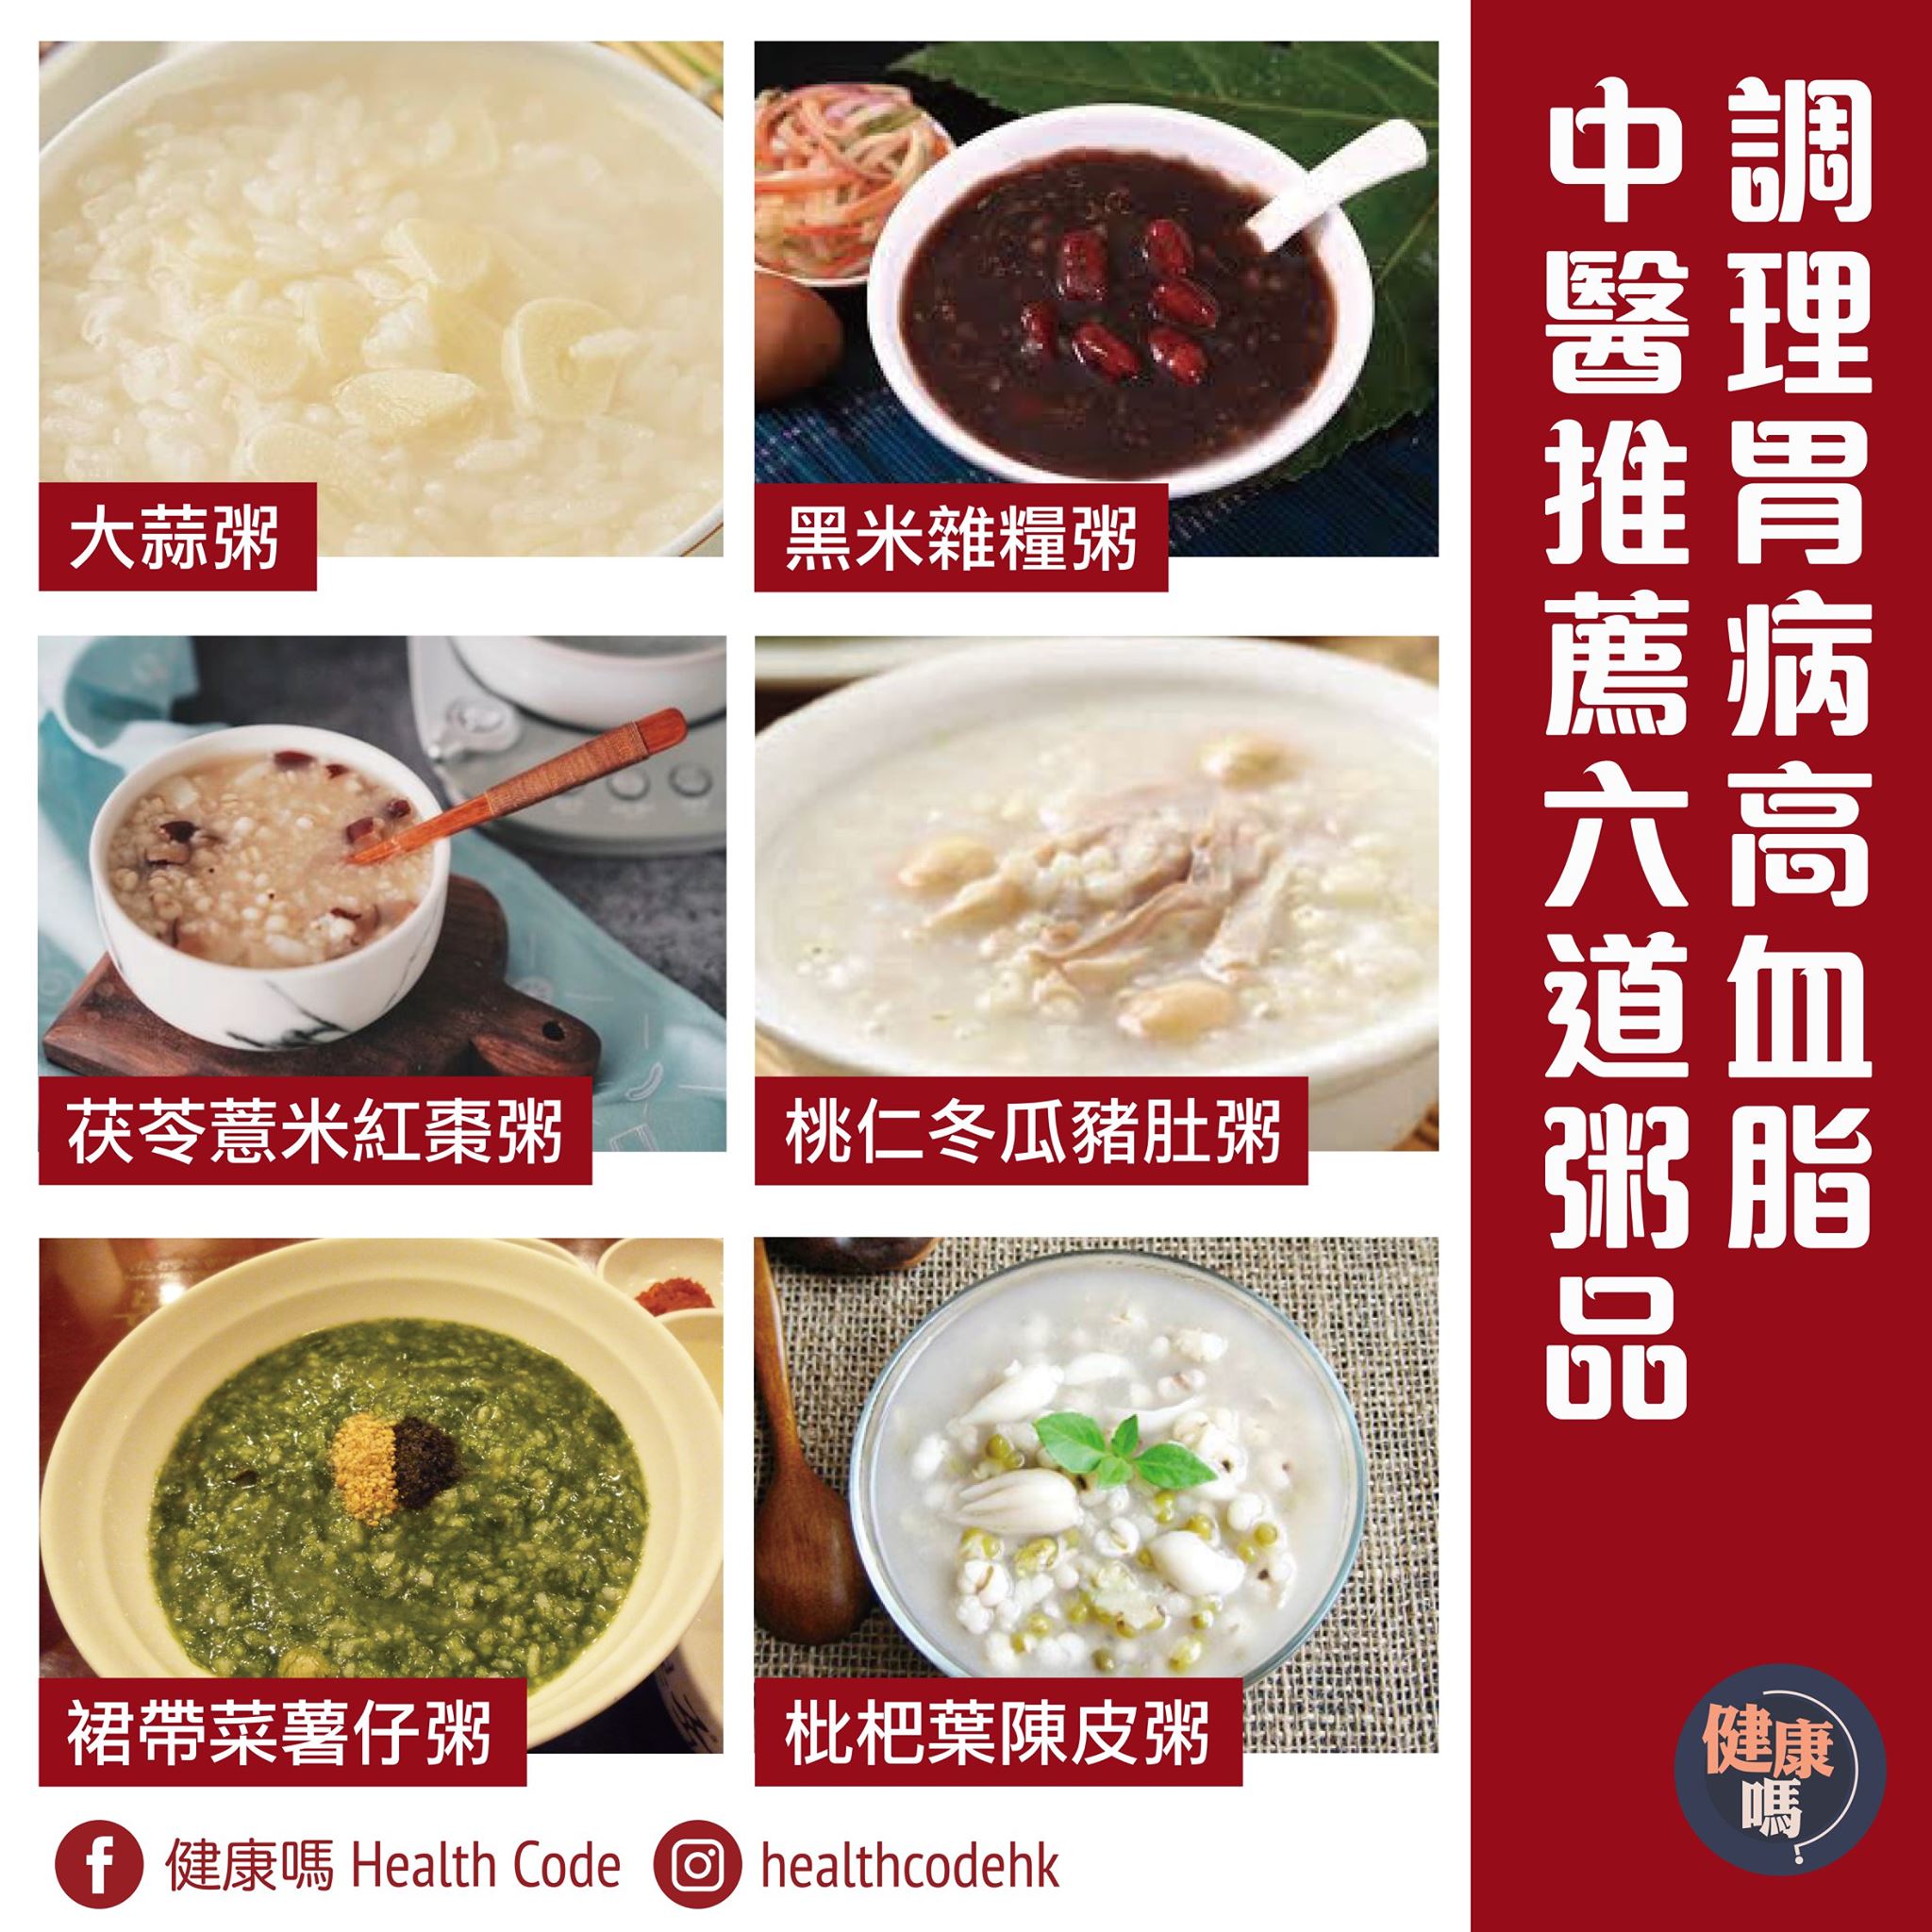 調理胃病高血脂
中醫推薦六道粥品
大蒜粥
黑米雜糧粥
茯苓薏米紅棗粥
桃仁冬瓜豬肚粥
裙帶菜薯仔粥
枇杷葉陳皮粥
健康嗎 Health Code
healthcodehk
健康
嗎?